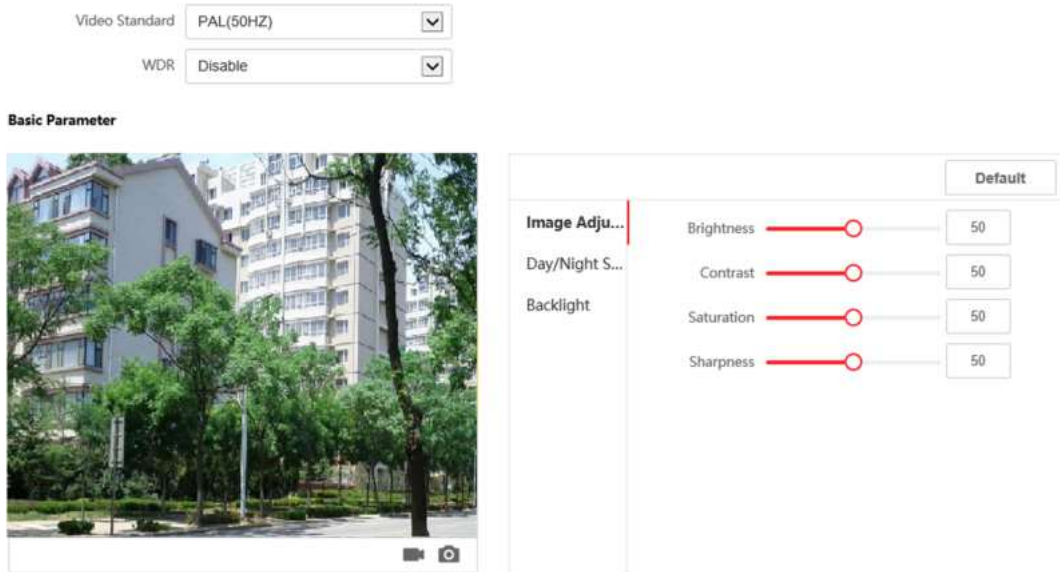 Video Standard PAL(50HZ)
WDR Disable
Basic Parameter
Default
Image Adju...
Day/Night S...
Backlight
Brightness 50
Contrast 50
Saturation 50
Sharpness 50